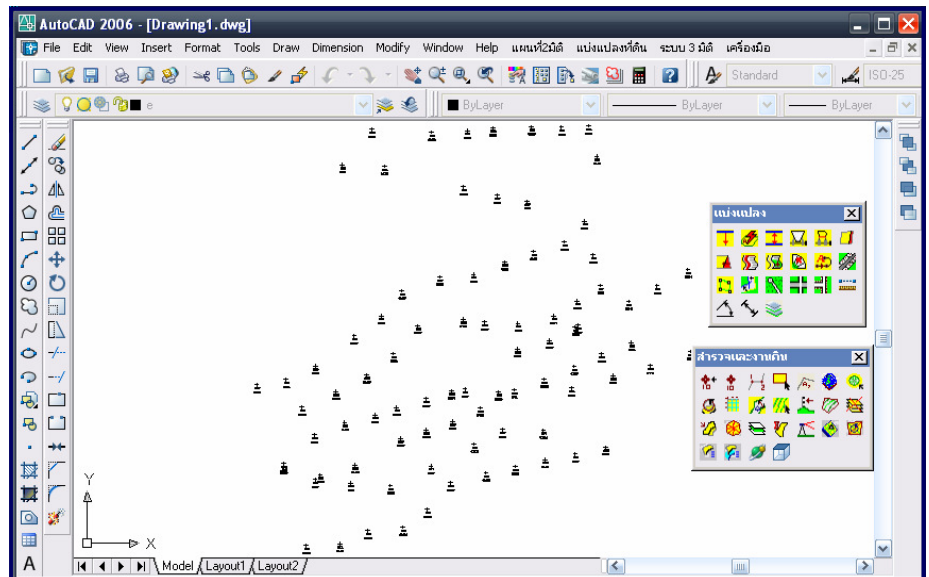 AutoCAD 2006 - [Drawing1.dwg]
File Edit View Insert Format Tools Draw Dimension Modify Window Help แผนที่2มิติ แบ่งแปลงที่ดิน ระบบ 3 มิติ เครื่องมือ
Standard ISO-25
e ByLayer ByLayer ByLayer
แบ่งแปลง
สำรวจและงานดิน
Y
X
A
Model Layout1 Layout2